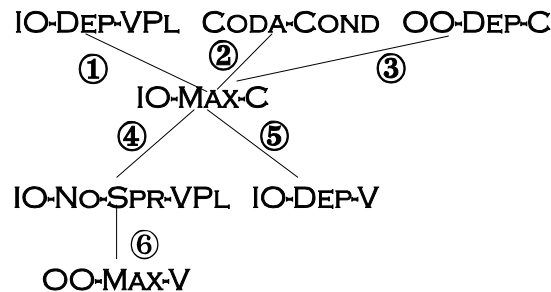 IO-DEP-VPL CODA-COND OO-DEP-C
① ② ③
IO-MAX-C
④ ⑤
IO-NO-SPR-VPL IO-DEP-V
⑥
OO-MAX-V